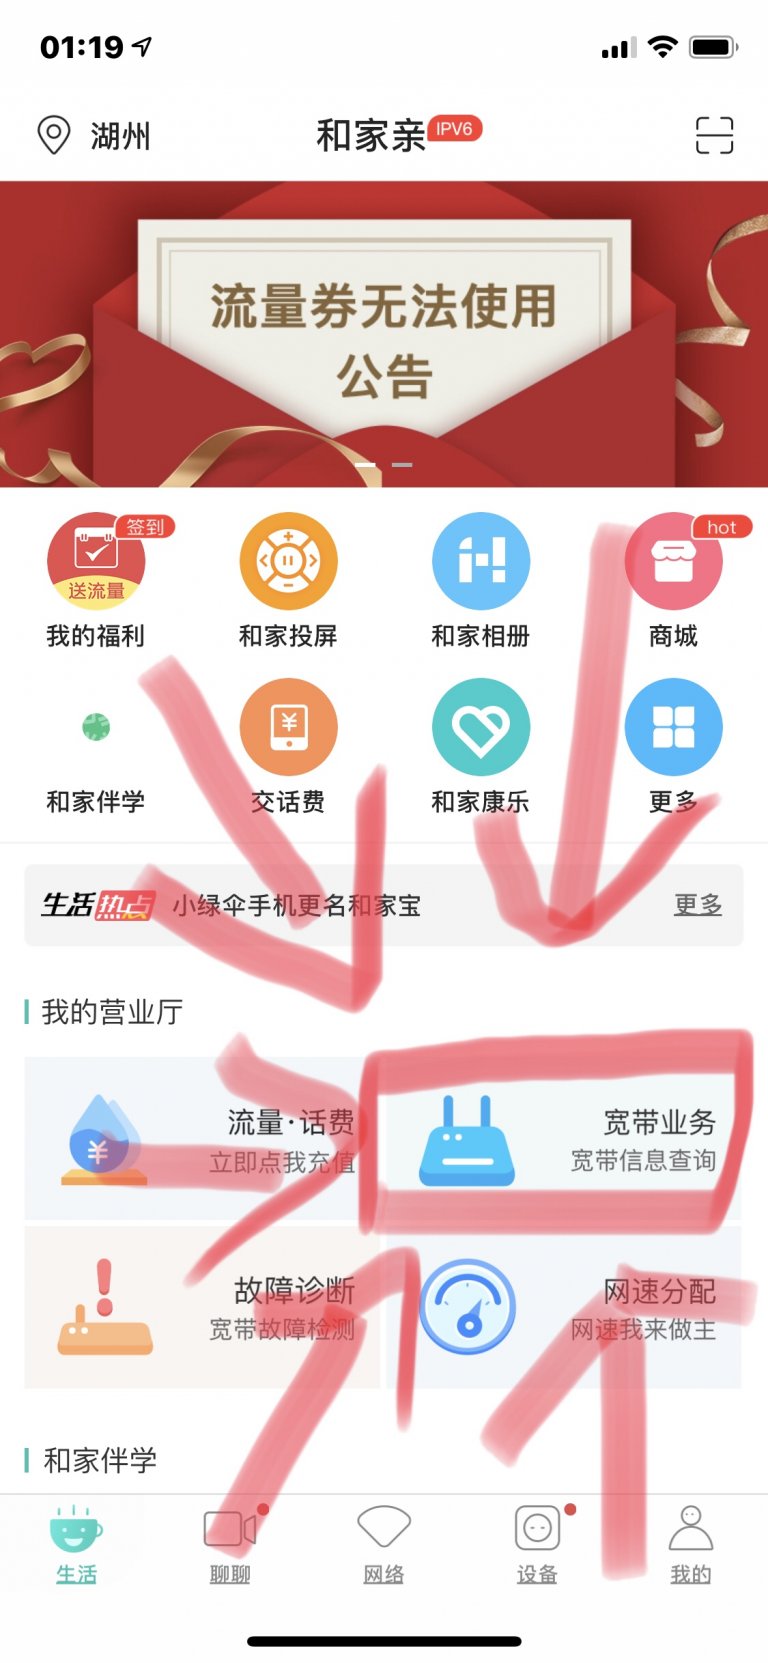 01:19
湖州
和家亲 IPV6
流量券无法使用
公告
签到
hot
送流量
我的福利 和家投屏 和家相册 商城
和家伴学 交话费 和家康乐 更多
生活热点 小绿伞手机更名和家宝 更多
我的营业厅
流量·话费
立即点我充值
宽带业务
宽带信息查询
故障诊断
宽带故障检测
网速分配
网速我来做主
和家伴学
生活 聊聊 网络 设备 我的